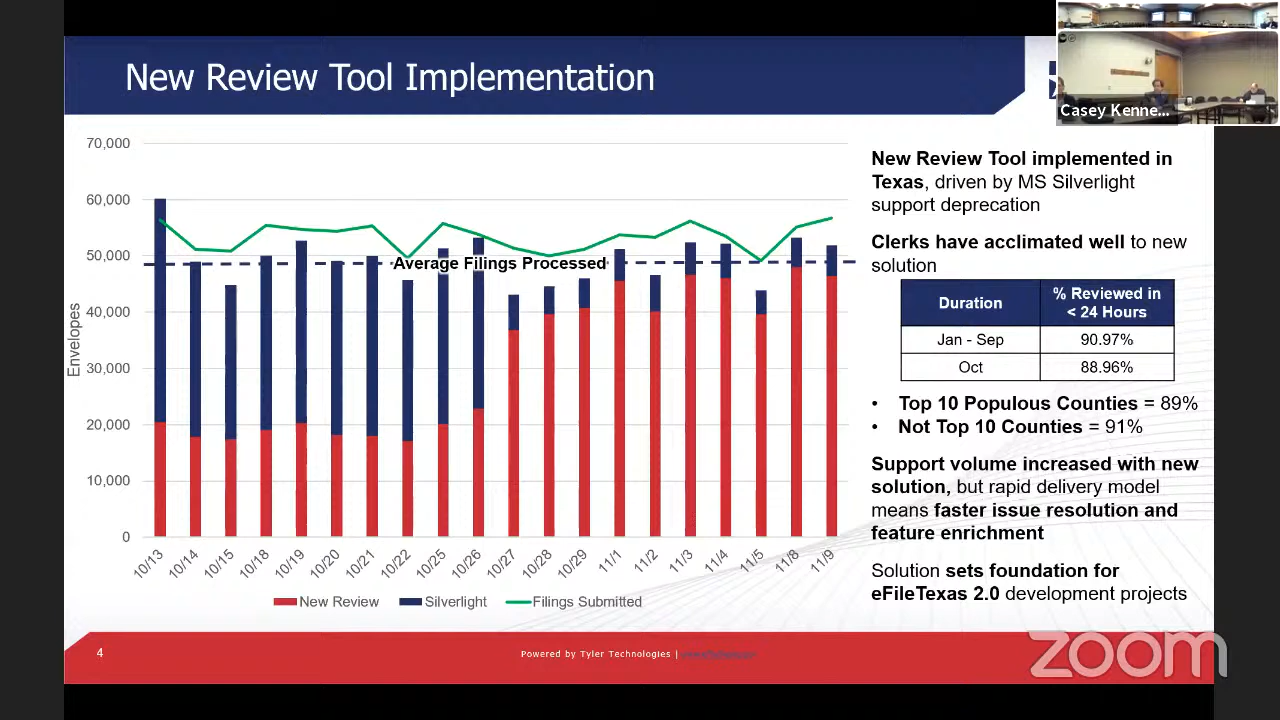 New Review Tool Implementation
Casey Kenne...
70,000
60,000
50,000
40,000
30,000
20,000
10,000
0
Envelopes
Average Filings Processed
10/13
10/14
10/15
10/18
10/19
10/20
10/21
10/22
10/25
10/26
10/27
10/28
10/29
11/1
11/2
11/3
11/4
11/5
11/8
11/9
New Review
Silverlight
Filings Submitted
New Review Tool implemented in
Texas, driven by MS Silverlight
support deprecation
Clerks have acclimated well to new
solution
Duration
% Reviewed in
< 24 Hours
Jan - Sep
90.97%
Oct
88.96%
• Top 10 Populous Counties = 89%
• Not Top 10 Counties = 91%
Support volume increased with new
solution, but rapid delivery model
means faster issue resolution and
feature enrichment
Solution sets foundation for
eFileTexas 2.0 development projects
4
Powered by Tyler Technologies |
zoom